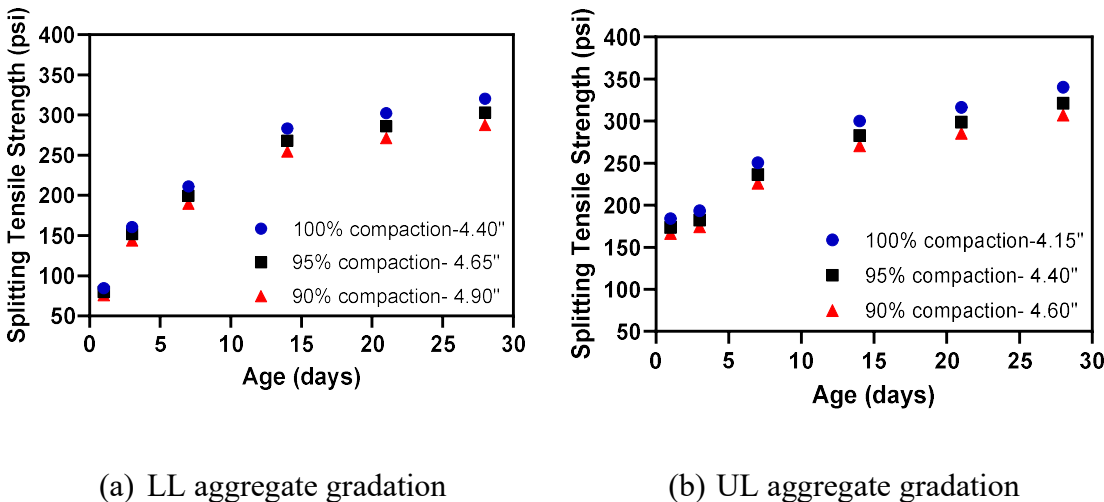 Splitting Tensile Strength (psi)
400
350
300
250
200
150
100
50
0 5 10 15 20 25 30
Age (days)
100% compaction-4.40"
95% compaction- 4.65"
90% compaction- 4.90"
(a) LL aggregate gradation
Splitting Tensile Strength (psi)
400
350
300
250
200
150
100
50
0 5 10 15 20 25 30
Age (days)
100% compaction-4.15"
95% compaction- 4.40"
90% compaction- 4.60"
(b) UL aggregate gradation